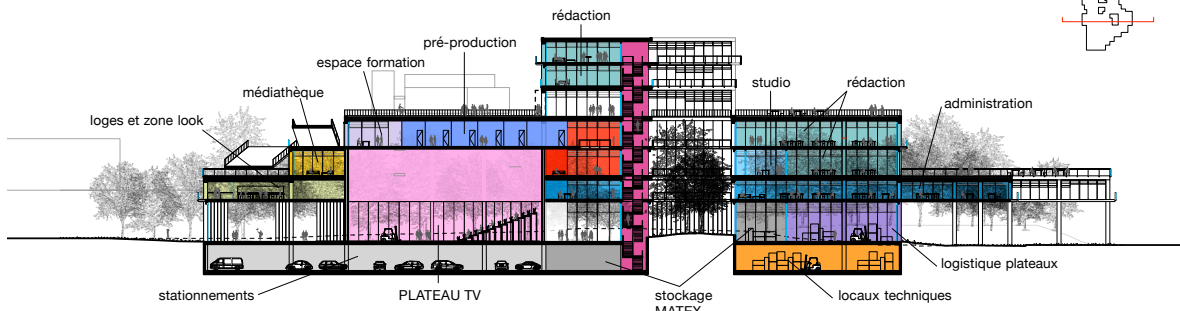 rédaction
pré-production
espace formation
studio
rédaction
médiathèque
administration
loges et zone look
logistique plateaux
stationnements
PLATEAU TV
stockage
MATEX
locaux techniques